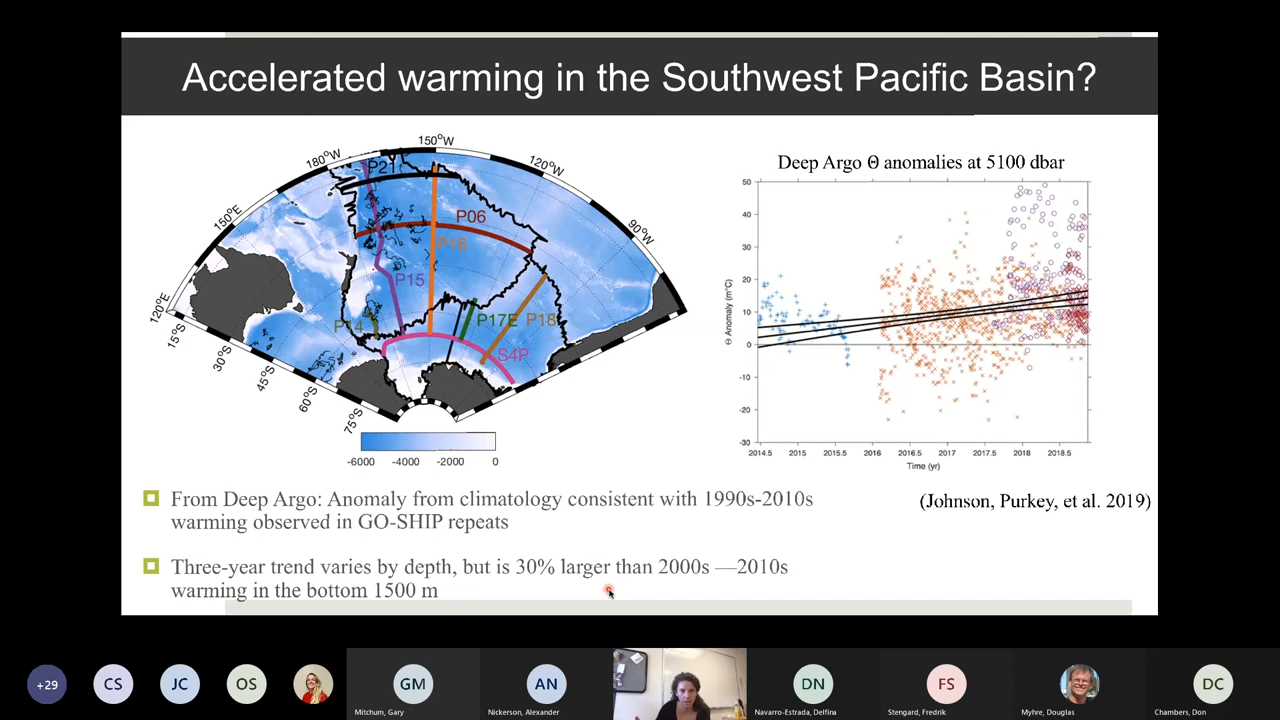 Accelerated warming in the Southwest Pacific Basin?
150°W
180°W
120°W
150°E
90°W
120°E
15°S
30°S
45°S
60°S
75°S
P21
P06
P16
P15
P14
P17E
P18
S4P
-6000 -4000 -2000 0
Deep Argo Θ anomalies at 5100 dbar
50
40
30
20
10
0
-10
-20
-30
Θ Anomaly (m°C)
2014.5 2015 2015.5 2016 2016.5 2017 2017.5 2018 2018.5
Time (yr)
From Deep Argo: Anomaly from climatology consistent with 1990s-2010s
warming observed in GO-SHIP repeats
(Johnson, Purkey, et al. 2019)
Three-year trend varies by depth, but is 30% larger than 2000s —2010s
warming in the bottom 1500 m
+29
CS
JC
OS
GM
Mitchum, Gary
AN
Nickerson, Alexander
DN
Navarro-Estrada, Delfina
FS
Stengard, Fredrik
Myhre, Douglas
DC
Chambers, Don